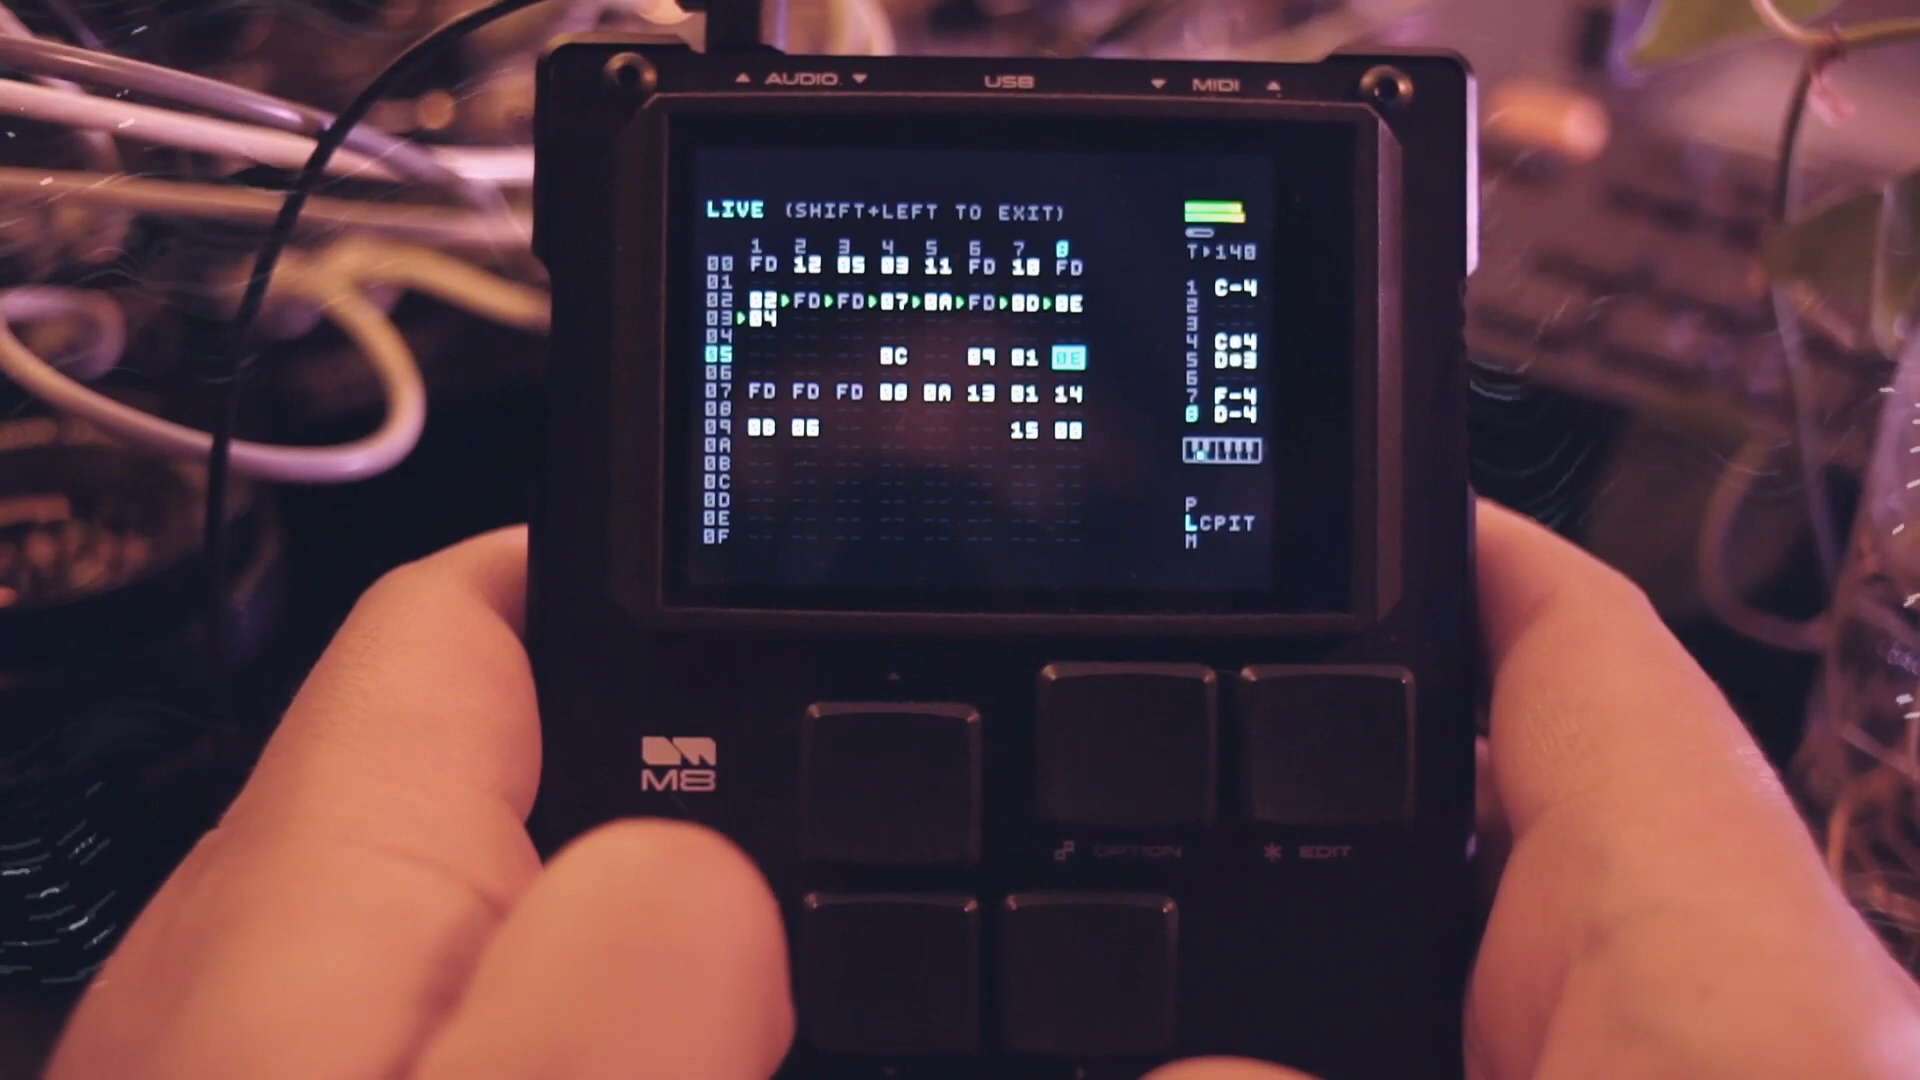 ▲ AUDIO ▼ USB ▼ MIDI ▲
LIVE (SHIFT+LEFT TO EXIT)
1 2 3 4 5 6 7 8
00 FD 12 05 03 11 FD 10 FD
T▸140
01
1 C-4
02 02▸FD▸FD▸07▸0A▸FD▸0D▸0E
2
03▸04
3
04
4 C#4
05 -- -- -- 0C -- 09 01 0E
5 D#3
06
6
07 FD FD FD 08 0A 13 01 14
7 F-4
08
8 D-4
09 0B 06 -- -- -- -- 15 08
0A
0B
0C
0D
P
0E
LCPIT
0F
M
M8
OPTION * EDIT